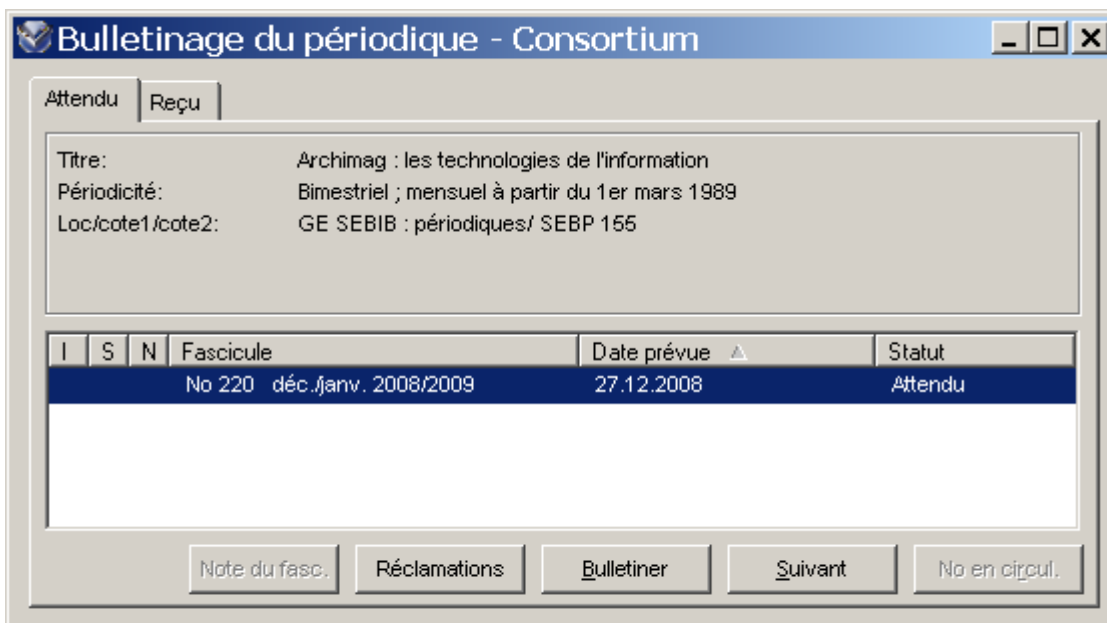 Bulletinage du périodique - Consortium
Attendu Reçu
Titre: Archimag : les technologies de l'information
Périodicité: Bimestriel ; mensuel à partir du 1er mars 1989
Loc/cote1/cote2: GE SEBIB : périodiques/ SEBP 155
I S N Fascicule Date prévue Statut
No 220 déc./janv. 2008/2009 27.12.2008 Attendu
Note du fasc. Réclamations Bulletiner Suivant No en circul.